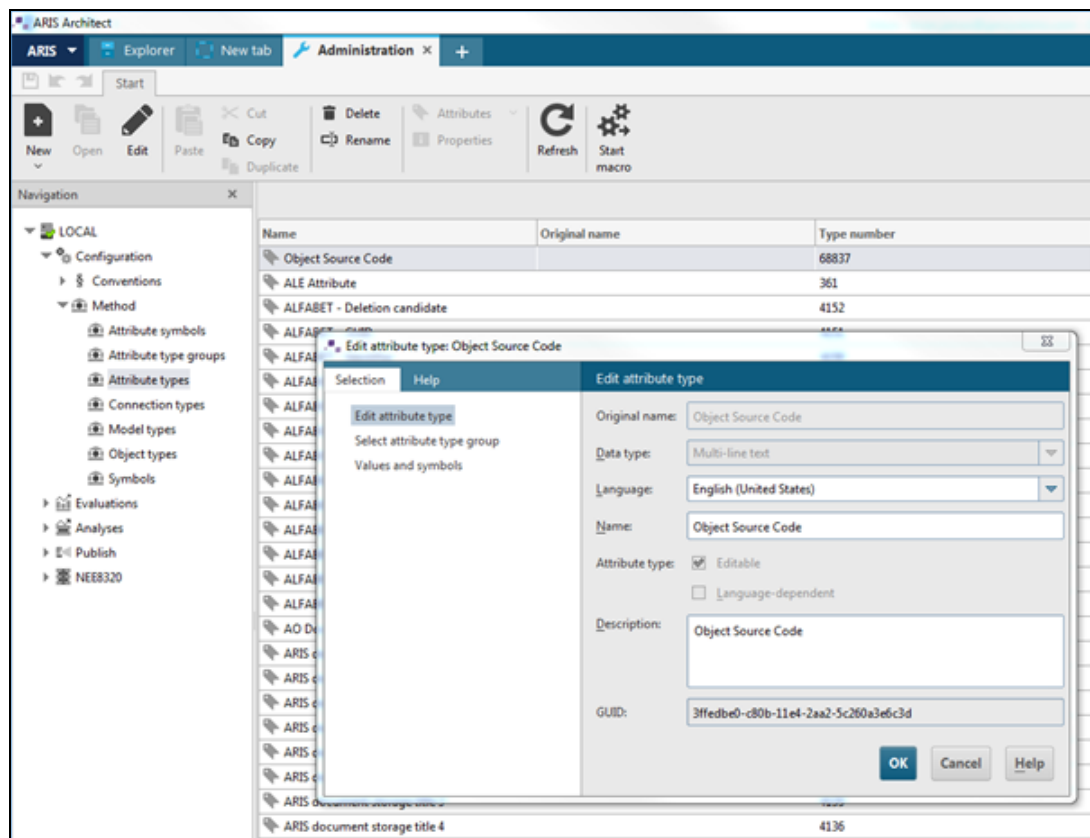 ARIS Architect
ARIS Explorer New tab Administration × +
Start
New Open Edit Paste Cut Copy Duplicate Delete Rename Attributes Properties Refresh Start macro
Navigation ×
LOCAL
Configuration
Conventions
Method
Attribute symbols
Attribute type groups
Attribute types
Connection types
Model types
Object types
Symbols
Evaluations
Analyses
Publish
NEE8320
Name Original name Type number
Object Source Code 68837
ALE Attribute 361
ALFABET - Deletion candidate 4152
Edit attribute type: Object Source Code
Selection Help
Edit attribute type
Select attribute type group
Values and symbols
Edit attribute type
Original name: Object Source Code
Data type: Multi-line text
Language: English (United States)
Name: Object Source Code
Attribute type: Editable
Language-dependent
Description: Object Source Code
GUID: 3ffedbe0-c80b-11e4-2aa2-5c260a3e6c3d
OK Cancel Help
ARIS document storage title 4 4136